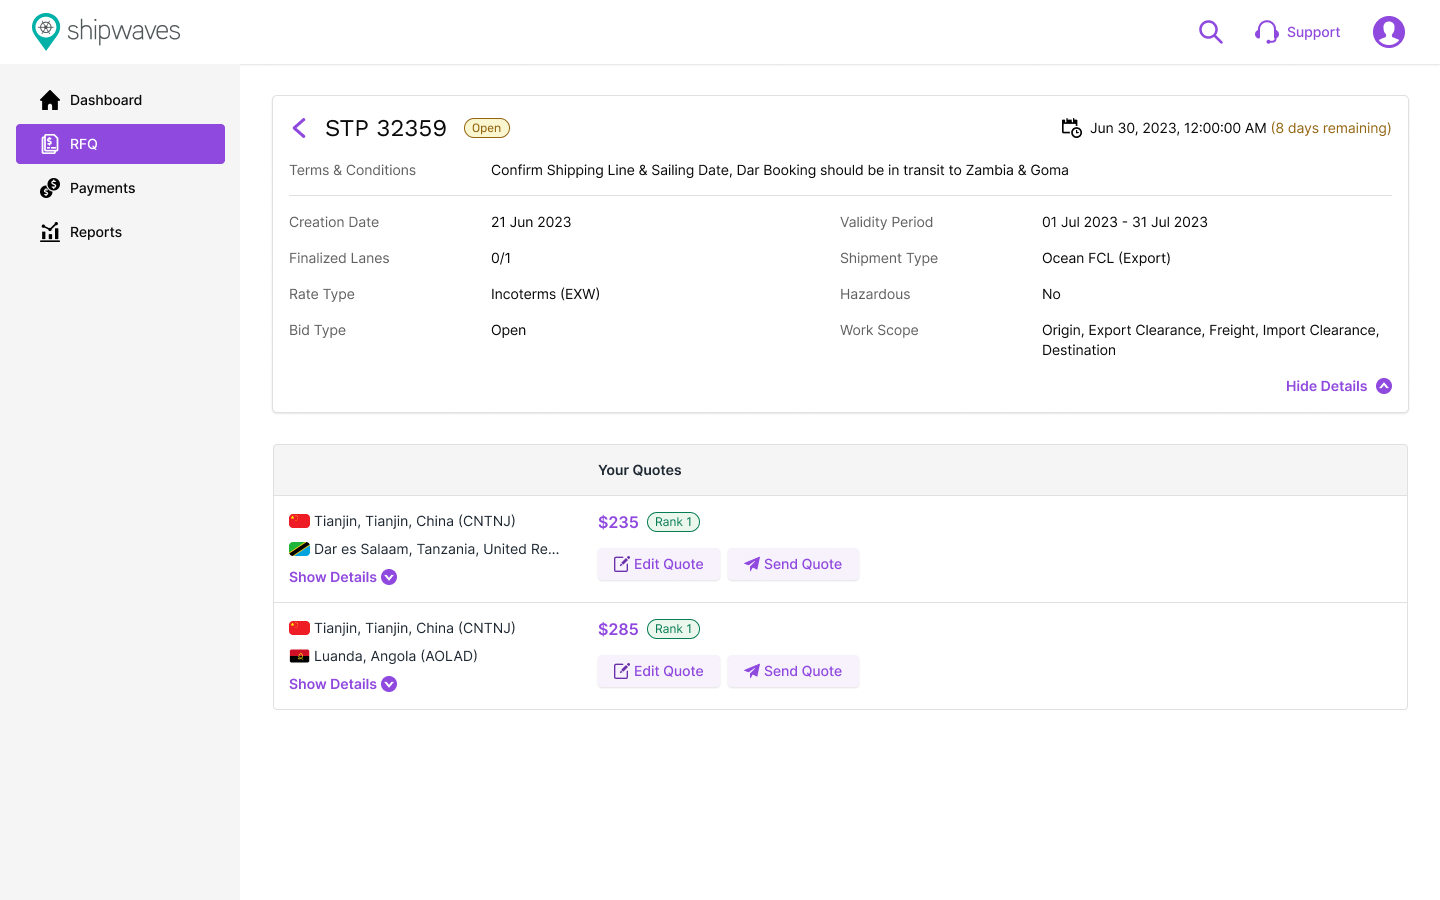 shipwaves
Support
Dashboard
RFQ
Payments
Reports
STP 32359 Open
Jun 30, 2023, 12:00:00 AM (8 days remaining)
Terms & Conditions Confirm Shipping Line & Sailing Date, Dar Booking should be in transit to Zambia & Goma
Creation Date 21 Jun 2023 Validity Period 01 Jul 2023 - 31 Jul 2023
Finalized Lanes 0/1 Shipment Type Ocean FCL (Export)
Rate Type Incoterms (EXW) Hazardous No
Bid Type Open Work Scope Origin, Export Clearance, Freight, Import Clearance,
Destination
Hide Details
Your Quotes
Tianjin, Tianjin, China (CNTNJ) $235 Rank 1
Dar es Salaam, Tanzania, United Re...
Edit Quote Send Quote
Show Details
Tianjin, Tianjin, China (CNTNJ) $285 Rank 1
Luanda, Angola (AOLAD)
Edit Quote Send Quote
Show Details